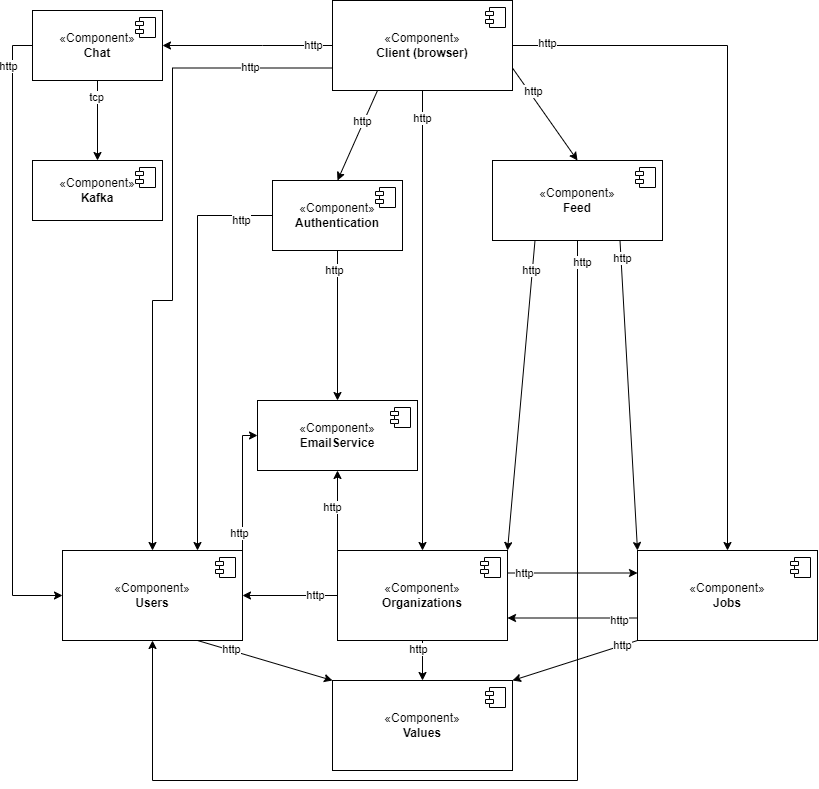 «Component»
Chat
http
«Component»
Client (browser)
http
http
http
tcp
http
http
http
«Component»
Kafka
«Component»
Authentication
«Component»
Feed
http
http
http
http
http
«Component»
EmailService
http
http
«Component»
Users
http
«Component»
Organizations
http
http
«Component»
Jobs
http
http
http
«Component»
Values